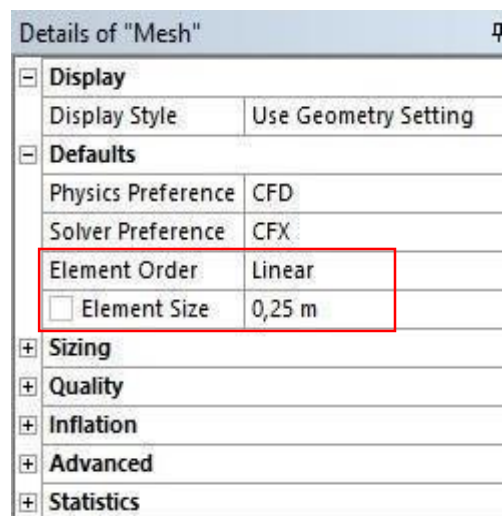 Details of "Mesh"
Display
Display Style Use Geometry Setting
Defaults
Physics Preference CFD
Solver Preference CFX
Element Order Linear
Element Size 0,25 m
Sizing
Quality
Inflation
Advanced
Statistics